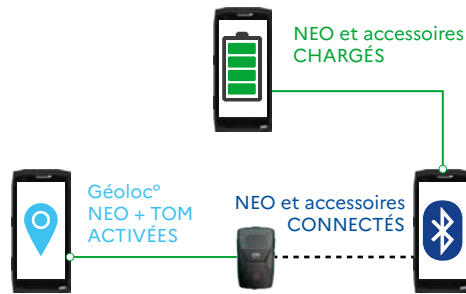 NEO et accessoires
CHARGÉS
Géoloc°
NEO + TOM
ACTIVÉES
NEO et accessoires
CONNECTÉS